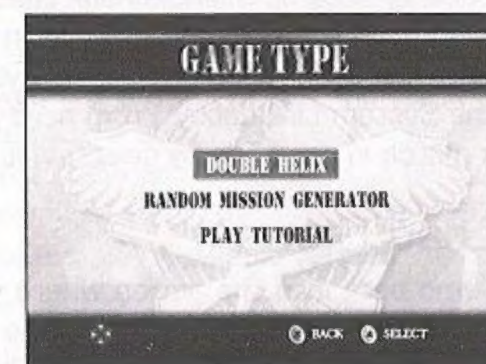 GAME TYPE
DOUBLE HELIX
RANDOM MISSION GENERATOR
PLAY TUTORIAL
BACK SELECT